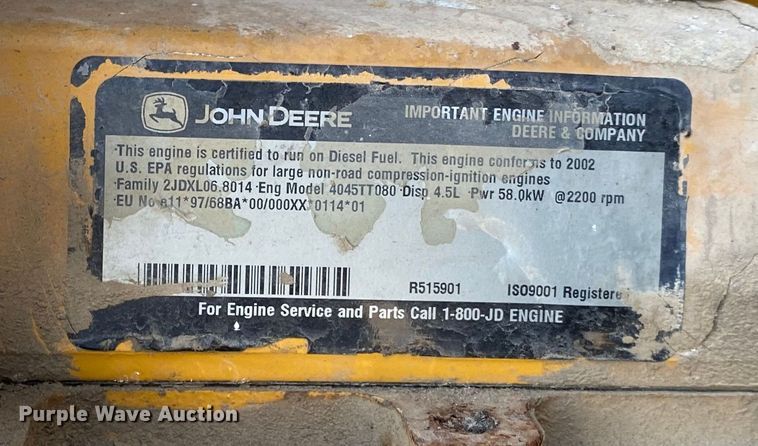 JOHN DEERE
IMPORTANT ENGINE INFORMATION
DEERE & COMPANY
·This engine is certified to run on Diesel Fuel. This engine conforms to 2002
U.S. EPA regulations for large non-road compression-ignition engines
·Family 2JDXL06.8014·Eng Model 4045TT080·Disp 4.5L ·Pwr 58.0kW @2200 rpm
·EU No e11*97/68BA*00/000XX*0114*01
R515901 ISO9001 Registere
For Engine Service and Parts Call 1-800-JD ENGINE
Purple Wave Auction